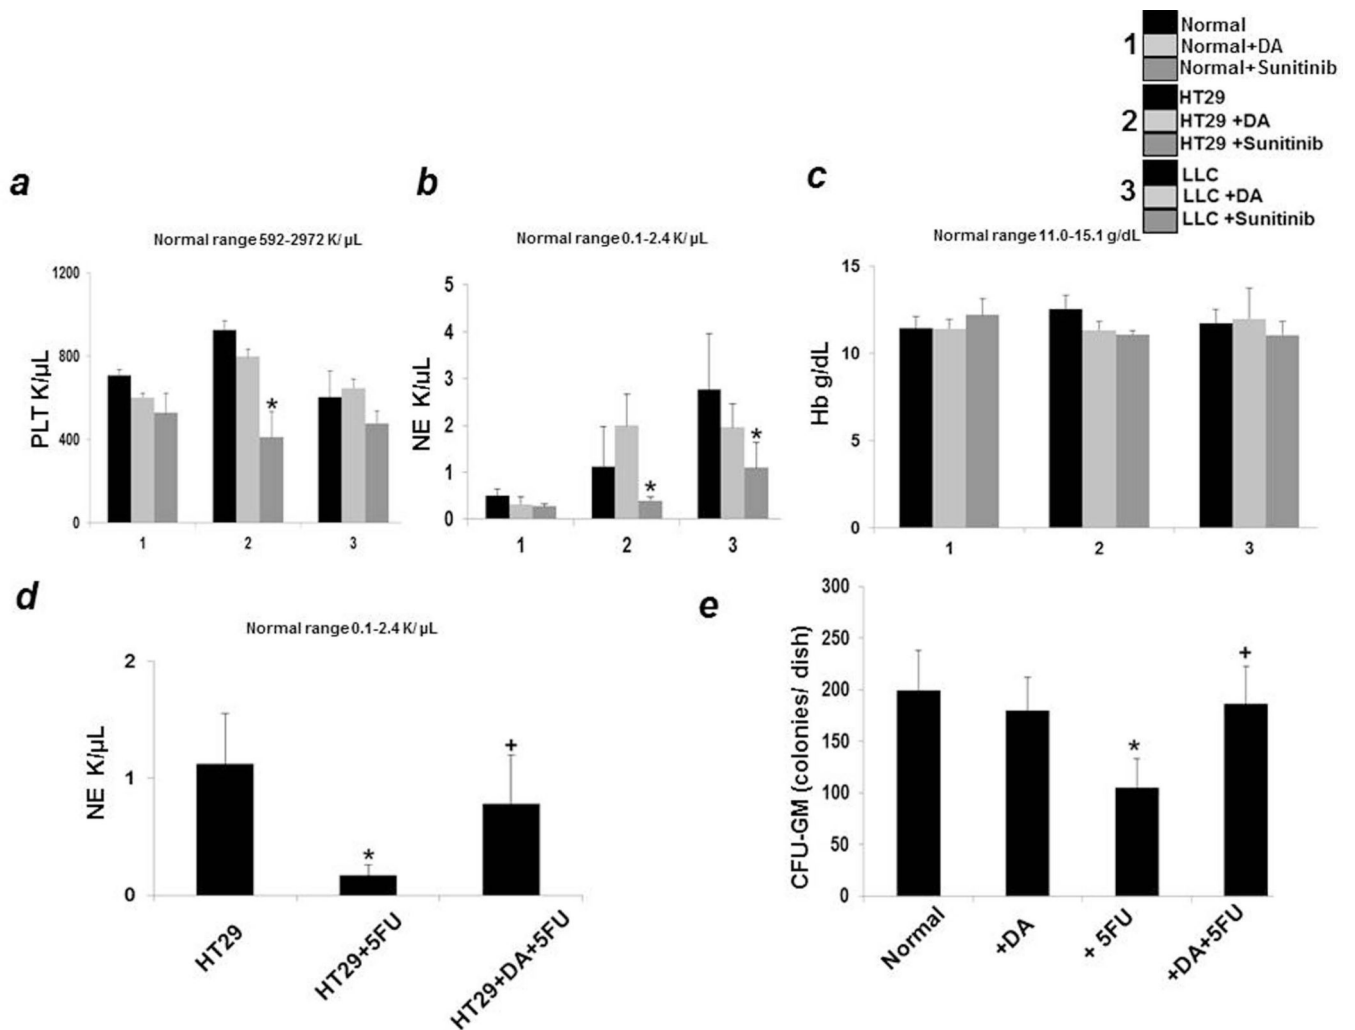 1
Normal
Normal+DA
Normal+Sunitinib
2
HT29
HT29 +DA
HT29 +Sunitinib
3
LLC
LLC +DA
LLC +Sunitinib
a
Normal range 592-2972 K/ µL
PLT K/µL
1200
800
400
0
*
1 2 3
b
Normal range 0.1-2.4 K/ µL
NE K/µL
5
4
3
2
1
0
*
*
1 2 3
c
Normal range 11.0-15.1 g/dL
Hb g/dL
15
10
5
0
1 2 3
d
Normal range 0.1-2.4 K/ µL
NE K/µL
2
1
0
*
+
HT29
HT29+5FU
HT29+DA+5FU
e
CFU-GM (colonies/ dish)
300
250
200
150
100
50
0
*
+
Normal
+DA
+ 5FU
+DA+5FU